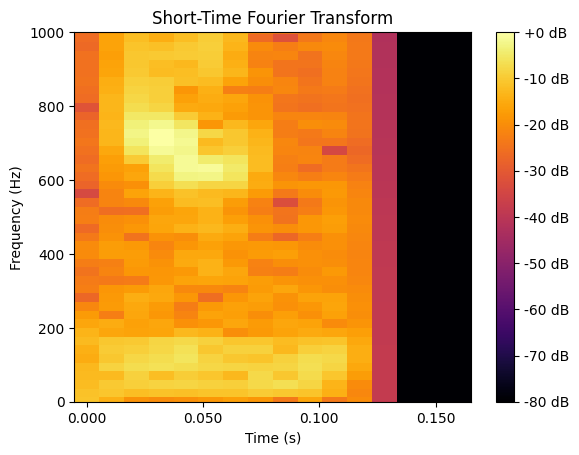 Short-Time Fourier Transform
1000
800
600
400
200
0
Frequency (Hz)
0.000
0.050
0.100
0.150
Time (s)
+0 dB
-10 dB
-20 dB
-30 dB
-40 dB
-50 dB
-60 dB
-70 dB
-80 dB